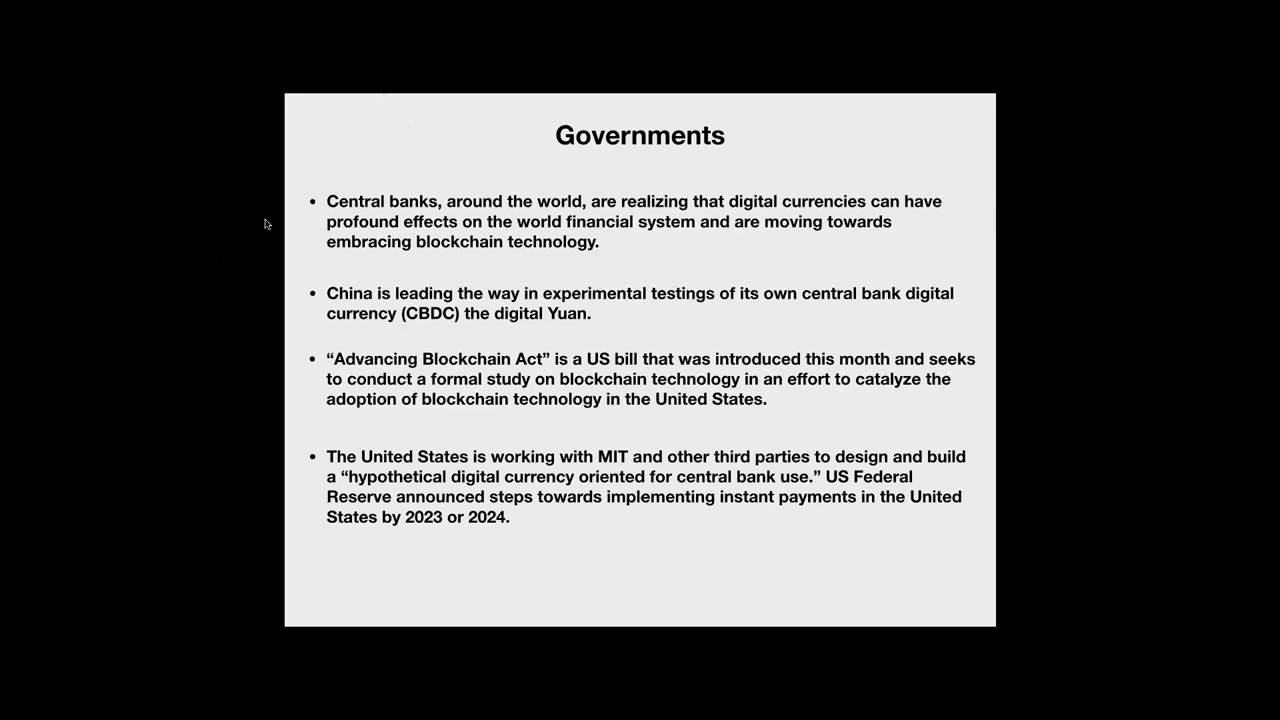 Governments
• Central banks, around the world, are realizing that digital currencies can have
profound effects on the world financial system and are moving towards
embracing blockchain technology.
• China is leading the way in experimental testings of its own central bank digital
currency (CBDC) the digital Yuan.
• “Advancing Blockchain Act” is a US bill that was introduced this month and seeks
to conduct a formal study on blockchain technology in an effort to catalyze the
adoption of blockchain technology in the United States.
• The United States is working with MIT and other third parties to design and build
a “hypothetical digital currency oriented for central bank use.” US Federal
Reserve announced steps towards implementing instant payments in the United
States by 2023 or 2024.